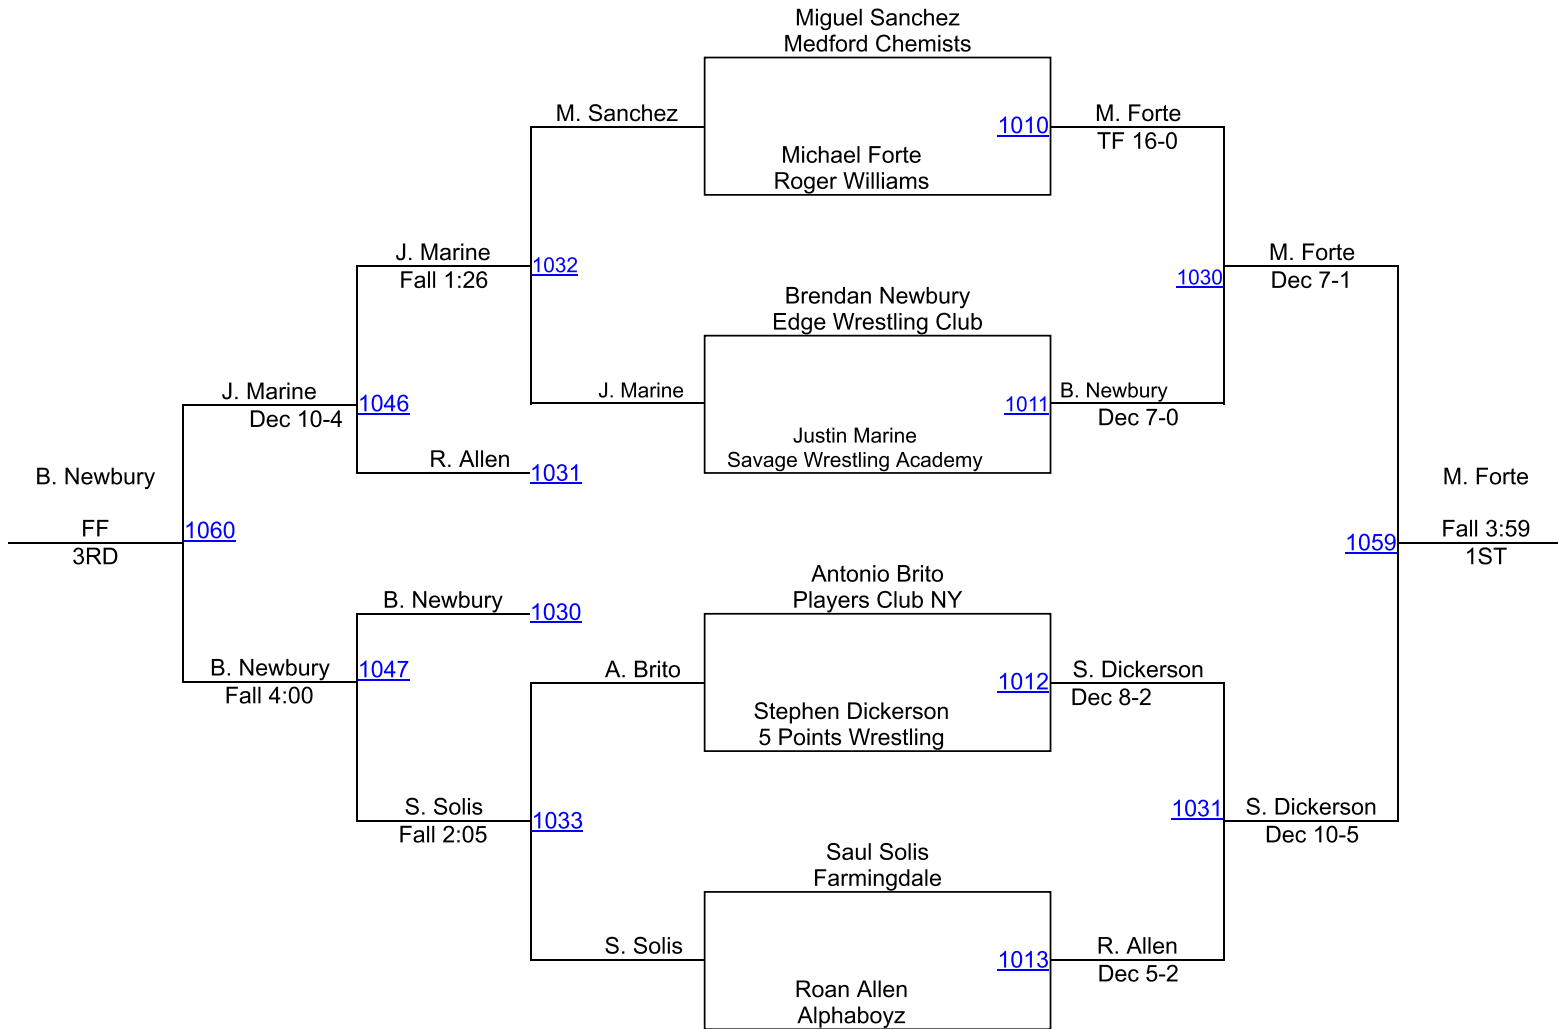 Miguel Sanchez
Medford Chemists
M. Sanchez
1010
M. Forte
TF 16-0
Michael Forte
Roger Williams
J. Marine
Fall 1:26
1032
M. Forte
Dec 7-1
1030
Brendan Newbury
Edge Wrestling Club
J. Marine
Dec 10-4
1046
J. Marine
1011
B. Newbury
Dec 7-0
Justin Marine
Savage Wrestling Academy
R. Allen
1031
B. Newbury
FF
3RD
1060
M. Forte
Fall 3:59
1ST
1059
Antonio Brito
Players Club NY
B. Newbury
1030
B. Newbury
Fall 4:00
1047
A. Brito
1012
S. Dickerson
Dec 8-2
Stephen Dickerson
5 Points Wrestling
S. Solis
Fall 2:05
1033
1031
S. Dickerson
Dec 10-5
Saul Solis
Farmingdale
S. Solis
1013
R. Allen
Dec 5-2
Roan Allen
Alphaboyz